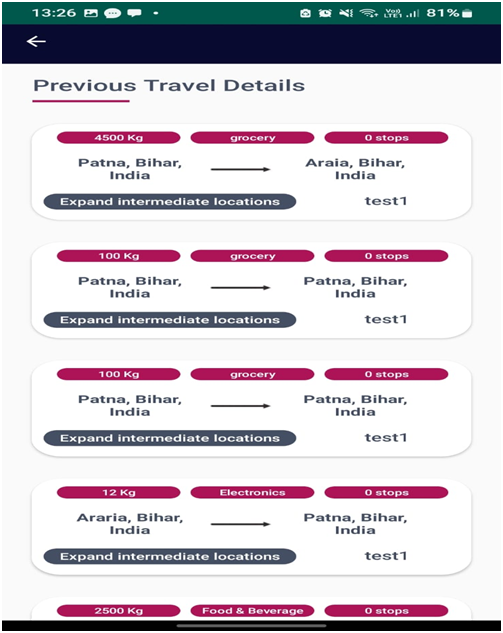 13:26 Vo) LTE1 81%
Previous Travel Details
4500 Kg grocery 0 stops
Patna, Bihar, Araia, Bihar,
India India
Expand intermediate locations test1
100 Kg grocery 0 stops
Patna, Bihar, Patna, Bihar,
India India
Expand intermediate locations test1
100 Kg grocery 0 stops
Patna, Bihar, Patna, Bihar,
India India
Expand intermediate locations test1
12 Kg Electronics 0 stops
Araria, Bihar, Patna, Bihar,
India India
Expand intermediate locations test1
2500 Kg Food & Beverage 0 stops